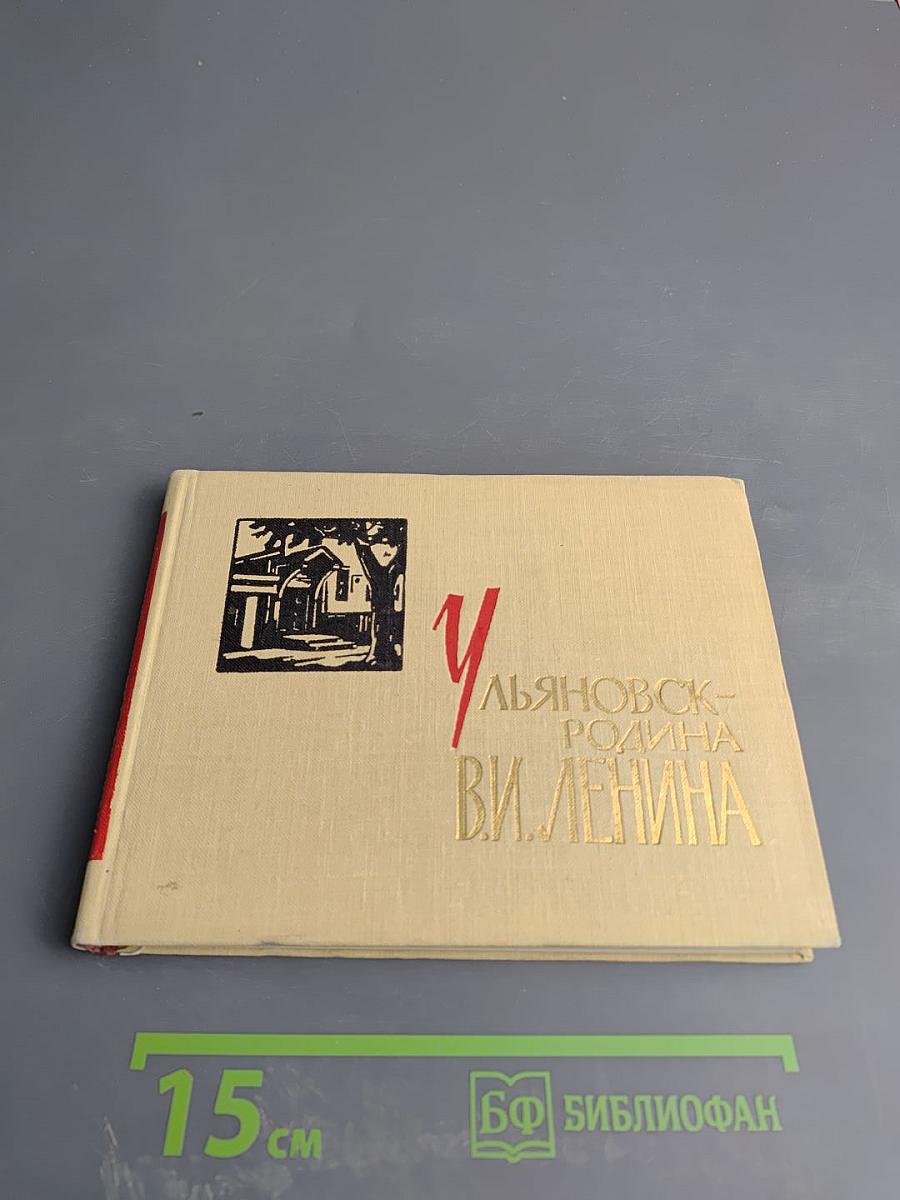 УЛЬЯНОВСК–
РОДИНА
В.И. ЛЕНИНА
15 см
БФ БИБЛИОФАН